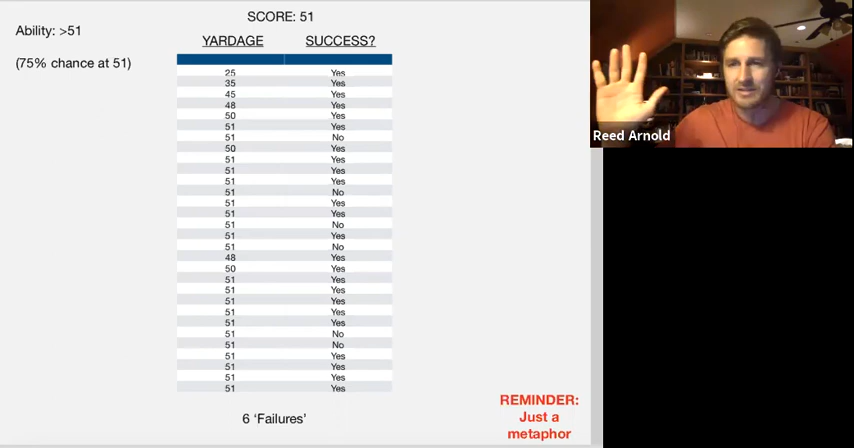 SCORE: 51
Ability: >51
(75% chance at 51)
YARDAGE SUCCESS?
25 Yes
35 Yes
45 Yes
48 Yes
50 Yes
51 Yes
51 No
50 Yes
51 Yes
51 Yes
51 Yes
51 No
51 Yes
51 Yes
51 No
51 Yes
51 No
48 Yes
50 Yes
51 Yes
51 Yes
51 Yes
51 Yes
51 Yes
51 No
51 No
51 Yes
51 Yes
51 Yes
51 Yes
6 ‘Failures’
REMINDER:
Just a
metaphor
Reed Arnold